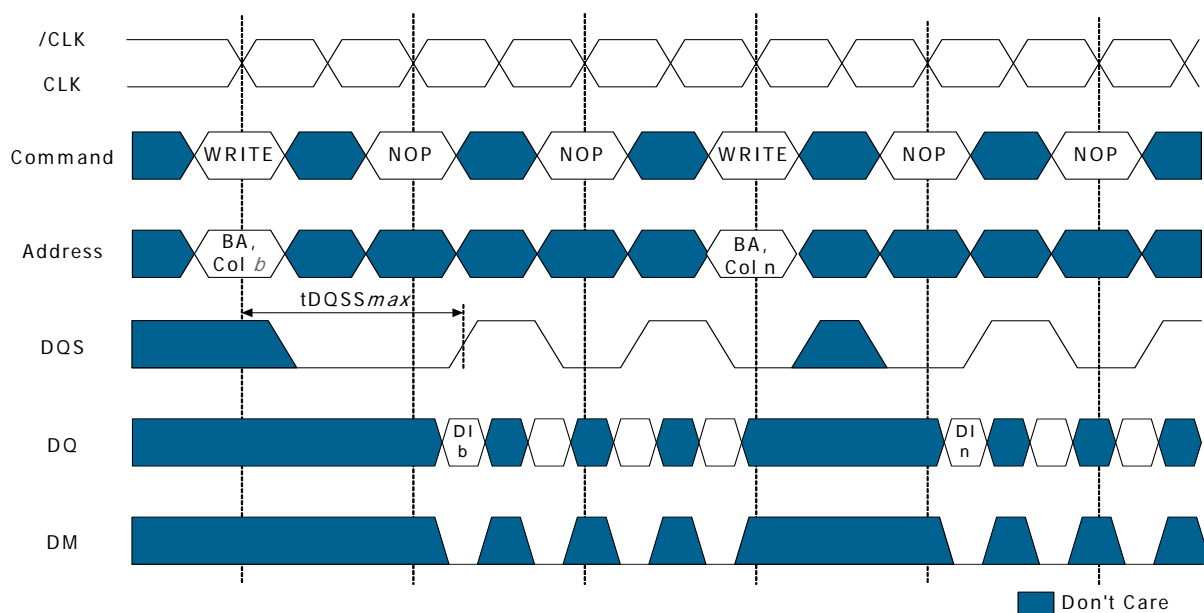 /CLK
CLK
Command
WRITE
NOP
NOP
WRITE
NOP
NOP
Address
BA,
Col b
BA,
Col n
tDQSSmax
DQS
DQ
DI
b
DI
n
DM
Don't Care